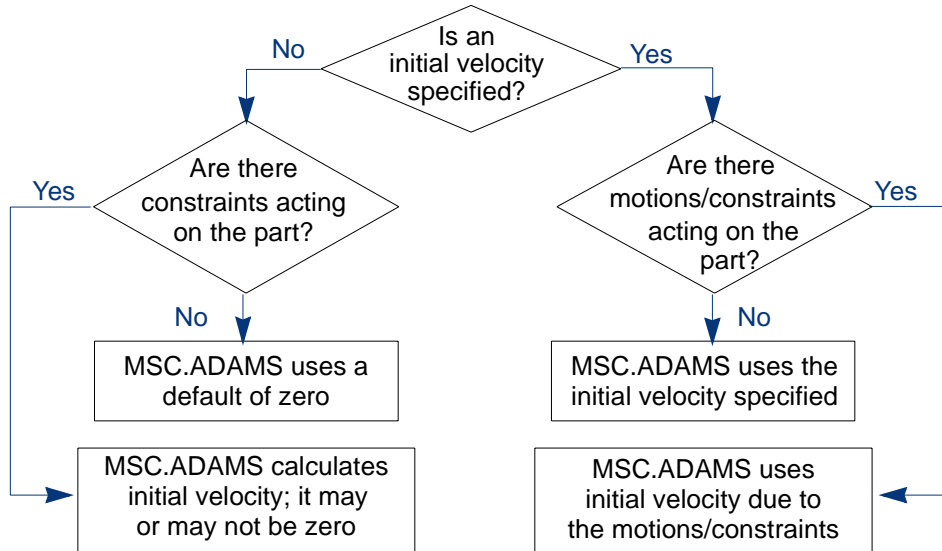 Is an
initial velocity
specified?
No
Yes
Are there
constraints acting
on the part?
Yes
No
Are there
motions/constraints
acting on the
part?
Yes
No
MSC.ADAMS uses a
default of zero
MSC.ADAMS uses the
initial velocity specified
MSC.ADAMS calculates
initial velocity; it may
or may not be zero
MSC.ADAMS uses
initial velocity due to
the motions/constraints